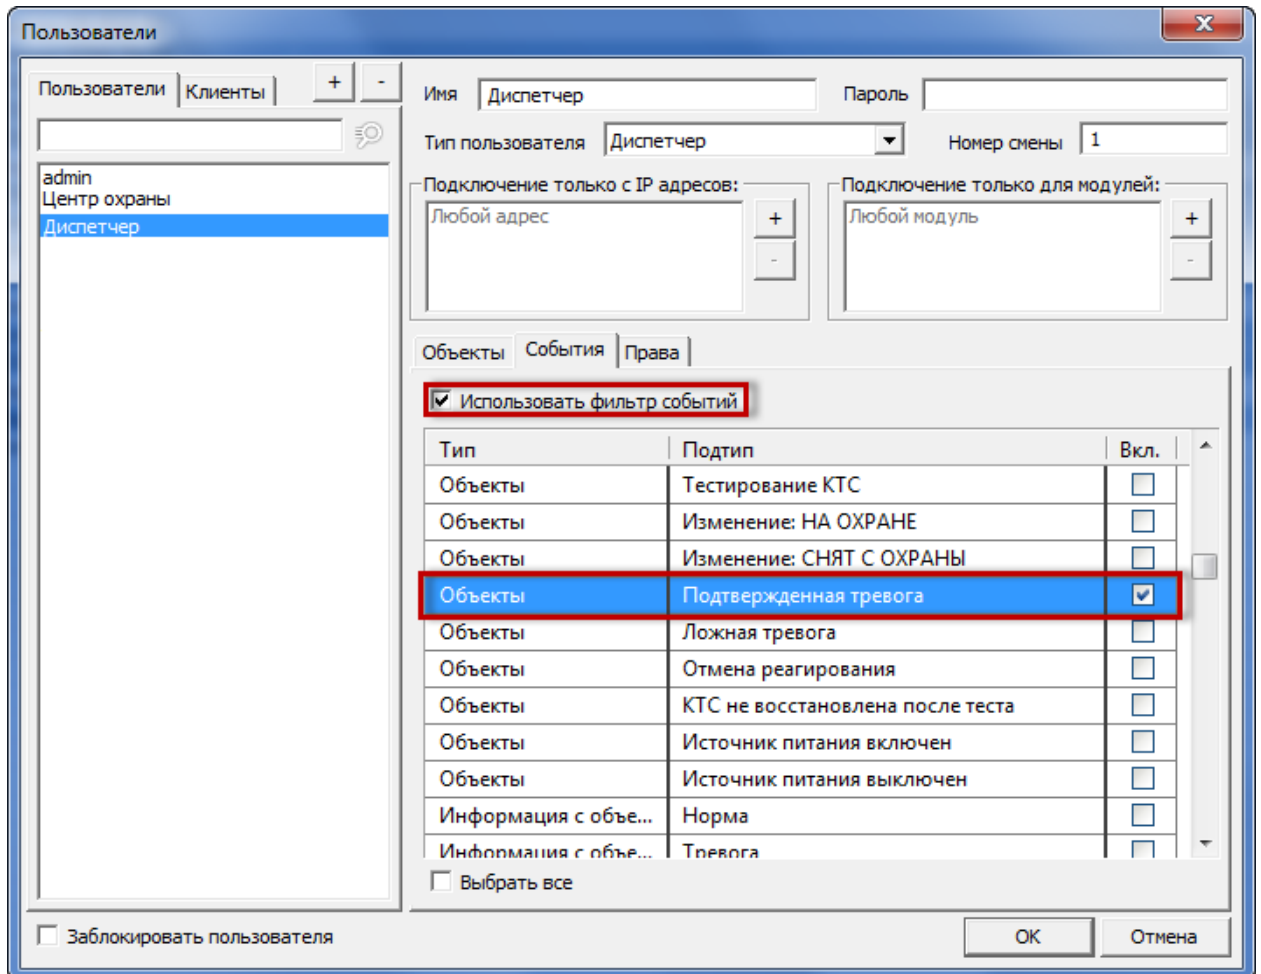 Пользователи
Пользователи Клиенты + -
admin
Центр охраны
Диспетчер
Заблокировать пользователя
Имя Диспетчер Пароль
Тип пользователя Диспетчер Номер смены 1
Подключение только с IP адресов: Подключение только для модулей:
Любой адрес + Любой модуль +
- -
Объекты События Права
Использовать фильтр событий
Тип Подтип Вкл.
Объекты Тестирование КТС
Объекты Изменение: НА ОХРАНЕ
Объекты Изменение: СНЯТ С ОХРАНЫ
Объекты Подтвержденная тревога
Объекты Ложная тревога
Объекты Отмена реагирования
Объекты КТС не восстановлена после теста
Объекты Источник питания включен
Объекты Источник питания выключен
Информация с объе... Норма
Информация с объе... Тревога
Выбрать все
OK Отмена